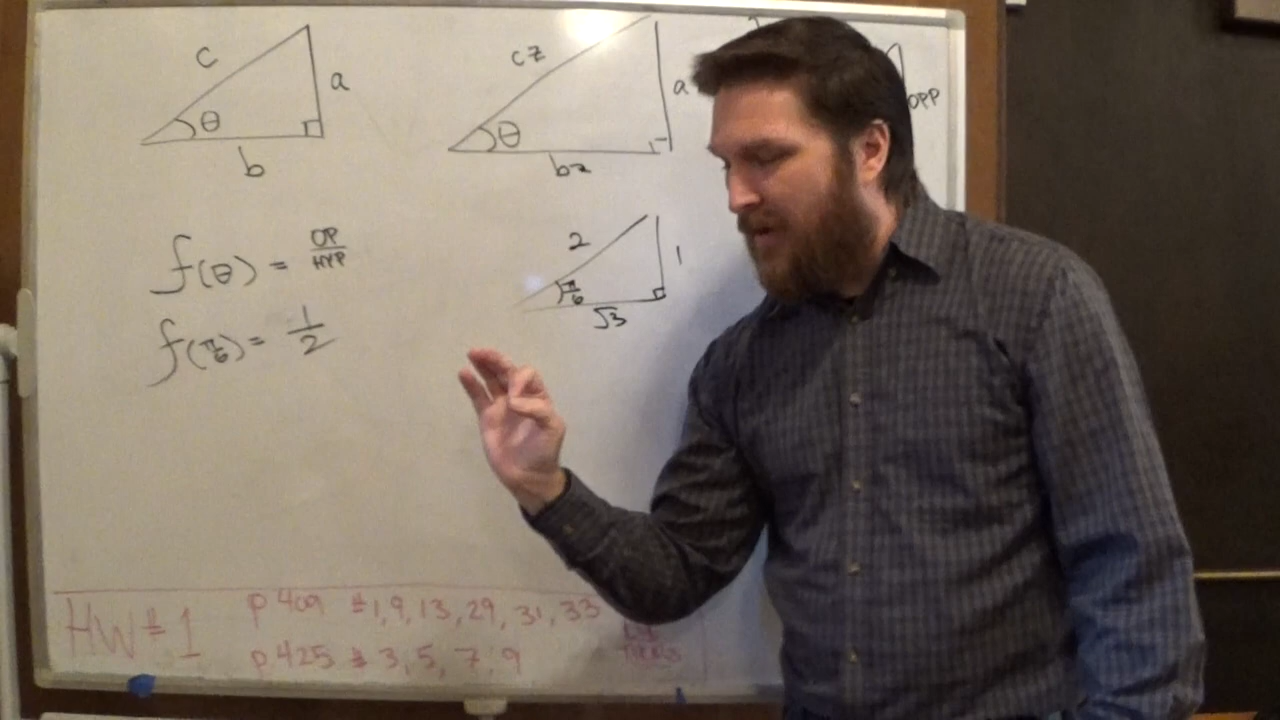 c
a
θ
b
cz
a
θ
bz
OPP
f(θ) = OP/HYP
2
1
π/6
√3
f(π/6) = 1/2
HW #1
p 409 # 1, 9, 13, 29, 31, 33
p 425 # 3, 5, 7, 9